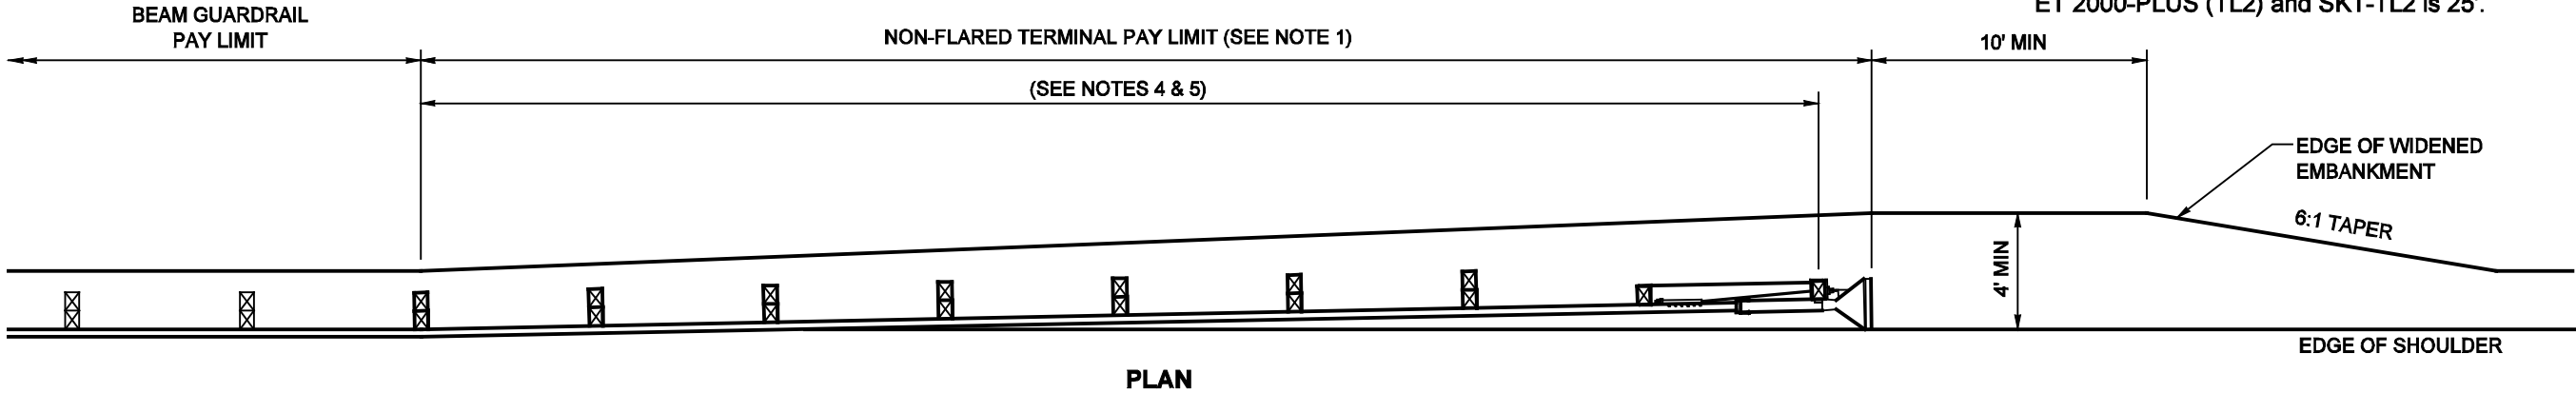 ET 2000-PLUS (TL2) and SKT-TL2 is 25'.
BEAM GUARDRAIL
PAY LIMIT
NON-FLARED TERMINAL PAY LIMIT (SEE NOTE 1)
10' MIN
(SEE NOTES 4 & 5)
EDGE OF WIDENED
EMBANKMENT
6:1 TAPER
4' MIN
EDGE OF SHOULDER
PLAN